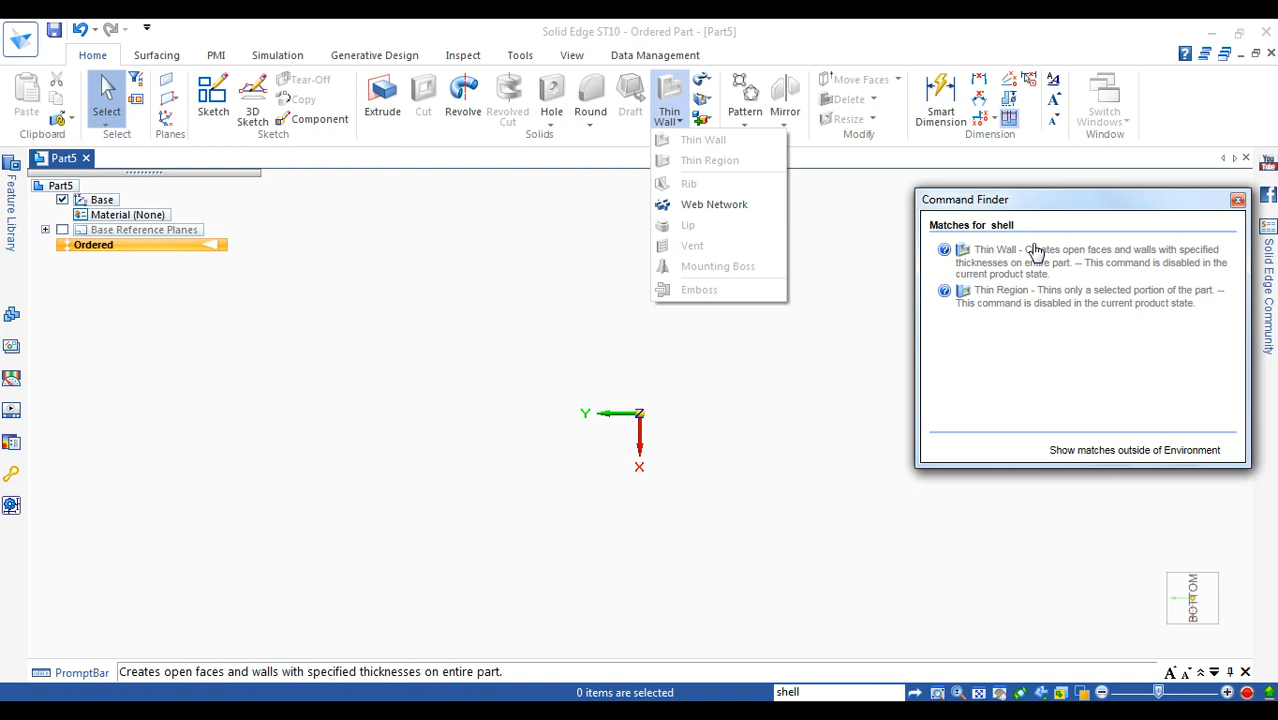 Solid Edge ST10 - Ordered Part - [Part5]
Home Surfacing PMI Simulation Generative Design Inspect Tools View Data Management
Paste
Clipboard
Select
Select
Planes
Sketch
3D Sketch
Tear-Off
Copy
Component
Sketch
Extrude
Cut
Revolve
Revolved Cut
Hole
Round
Draft
Solids
Thin Wall
Pattern
Mirror
Move Faces
Delete
Resize
Modify
Smart Dimension
Dimension
Switch Windows
Window
Part5
Thin Wall
Thin Region
Rib
Web Network
Lip
Vent
Mounting Boss
Emboss
Feature Library
Part5
Base
Material (None)
Base Reference Planes
Ordered
Command Finder
Matches for shell
Thin Wall - Creates open faces and walls with specified
thicknesses on entire part. -- This command is disabled in the
current product state.
Thin Region - Thins only a selected portion of the part. --
This command is disabled in the current product state.
Show matches outside of Environment
You
Tube
Solid Edge Community
Y
Z
X
BOTTOM
PromptBar
Creates open faces and walls with specified thicknesses on entire part.
0 items are selected
shell